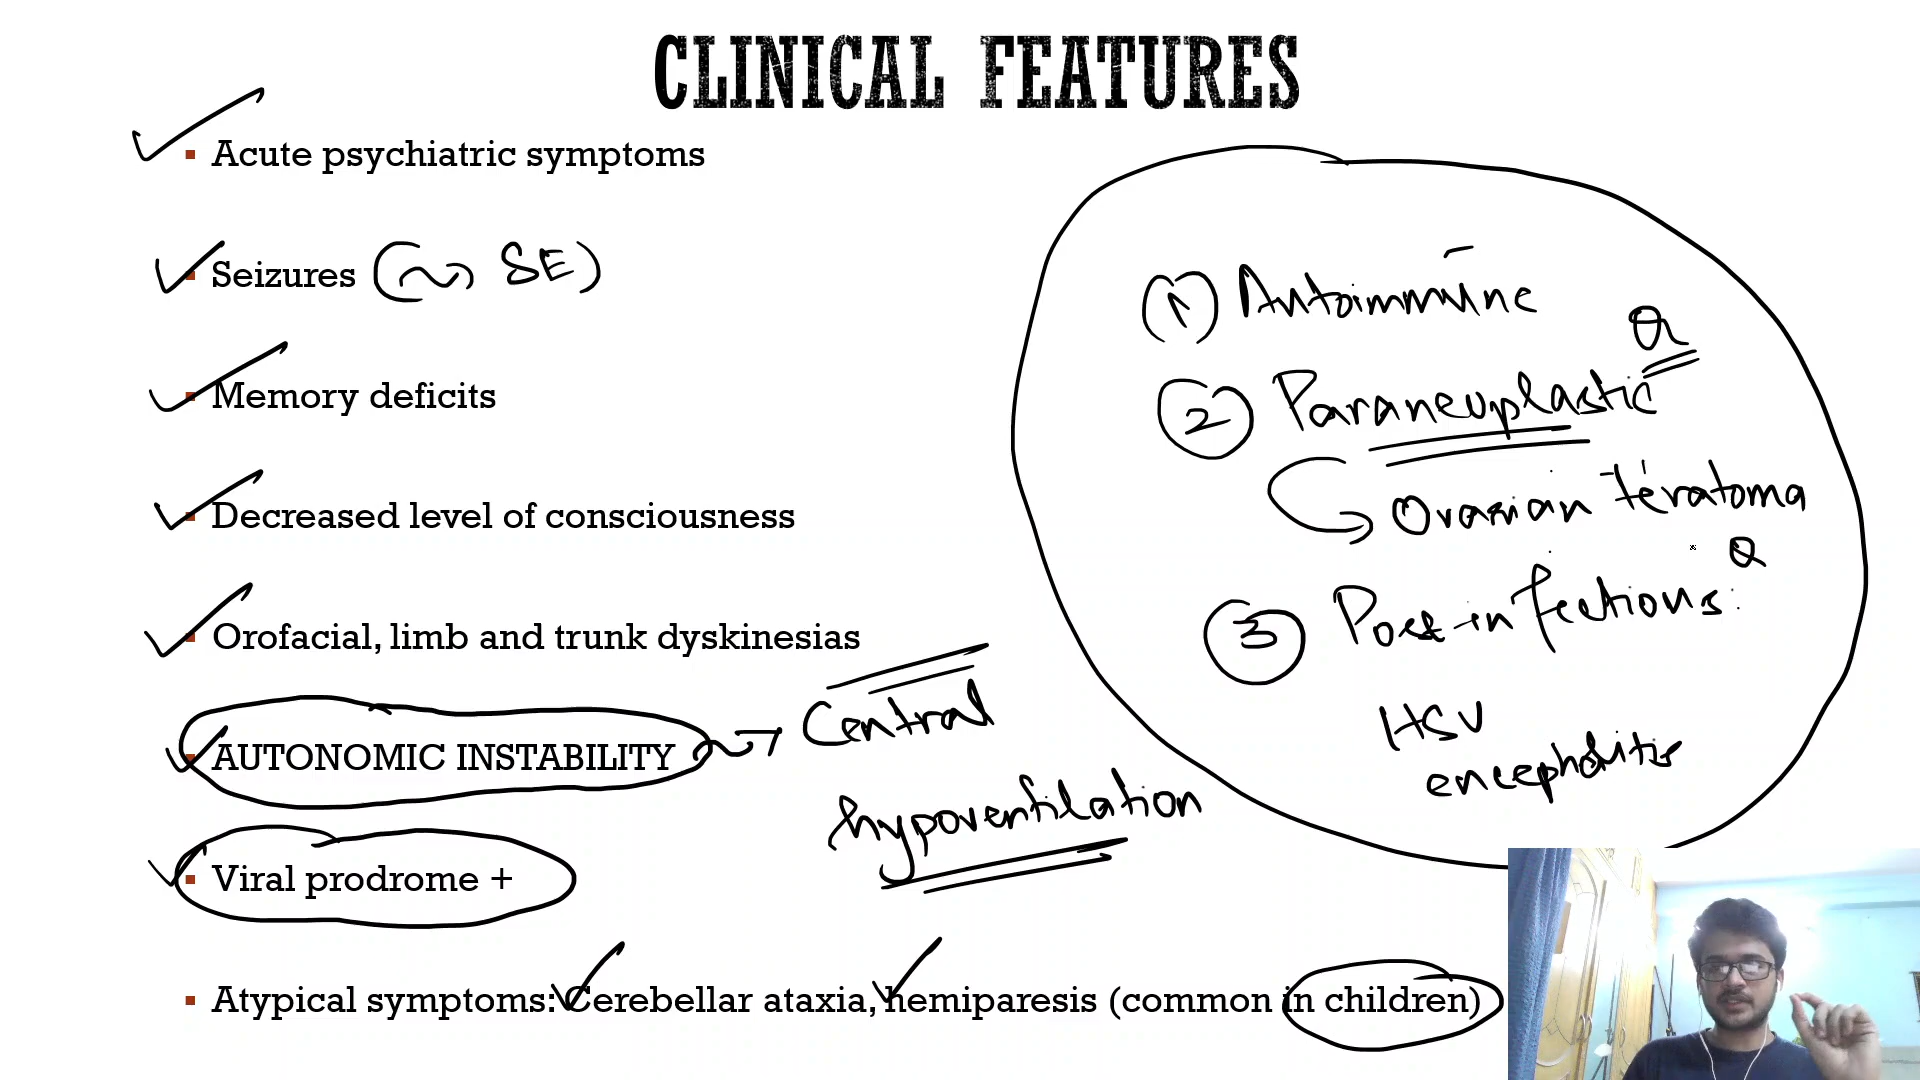 CLINICAL FEATURES
Acute psychiatric symptoms
Seizures (~> SE)
Memory deficits
Decreased level of consciousness
Orofacial, limb and trunk dyskinesias
AUTONOMIC INSTABILITY → Central
hypoventilation
Viral prodrome +
Atypical symptoms: Cerebellar ataxia, hemiparesis (common in children)
① Autoimmune
② Paraneoplastic
Ovarian teratoma
③ Post-infections
HSV
encephalitis